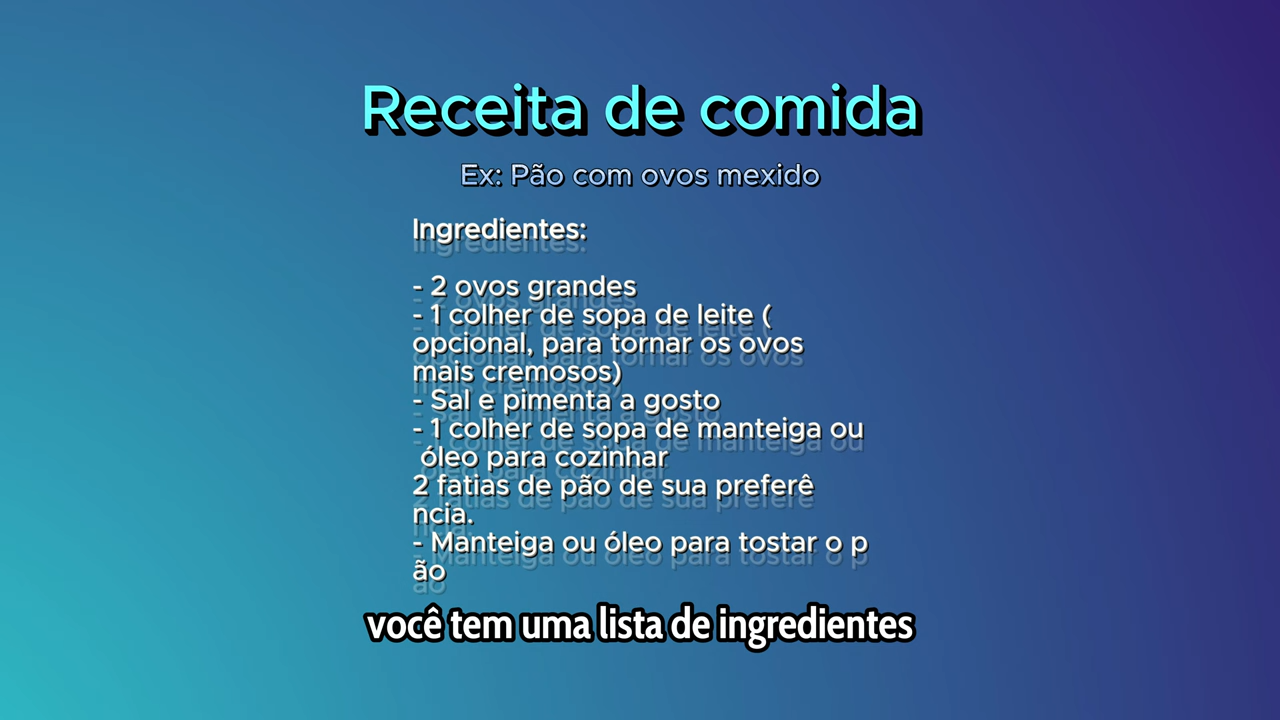 Receita de comida
Ex: Pão com ovos mexido
Ingredientes:
- 2 ovos grandes
- 1 colher de sopa de leite (
opcional, para tornar os ovos
mais cremosos)
- Sal e pimenta a gosto
- 1 colher de sopa de manteiga ou
óleo para cozinhar
2 fatias de pão de sua preferê
ncia.
- Manteiga ou óleo para tostar o p
ão
você tem uma lista de ingredientes